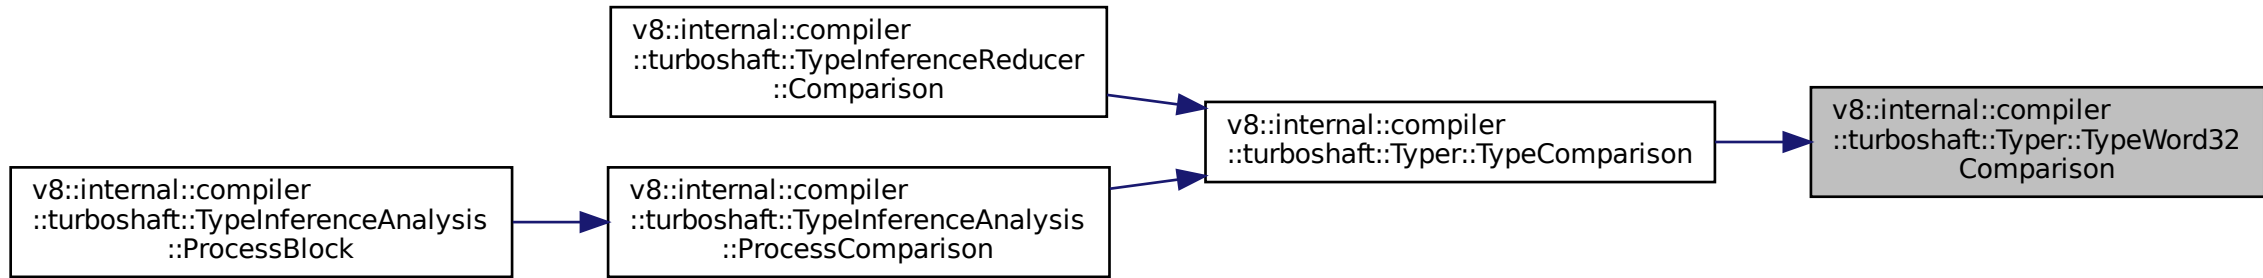 v8::internal::compiler
::turboshaft::TypeInferenceReducer
::Comparison
v8::internal::compiler
::turboshaft::TypeInferenceAnalysis
::ProcessBlock
v8::internal::compiler
::turboshaft::TypeInferenceAnalysis
::ProcessComparison
v8::internal::compiler
::turboshaft::Typer::TypeComparison
v8::internal::compiler
::turboshaft::Typer::TypeWord32
Comparison